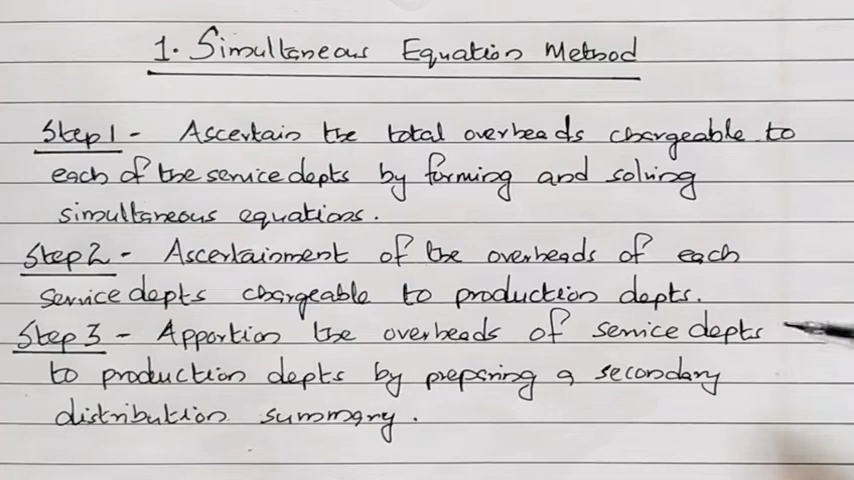 1. Simultaneous Equation Method
Step 1 - Ascertain the total overheads chargeable to
each of the service depts by forming and solving
simultaneous equations.
Step 2 - Ascertainment of the overheads of each
service depts chargeable to production depts.
Step 3 - Apportion the overheads of service depts
to production depts by preparing a secondary
distribution summary.